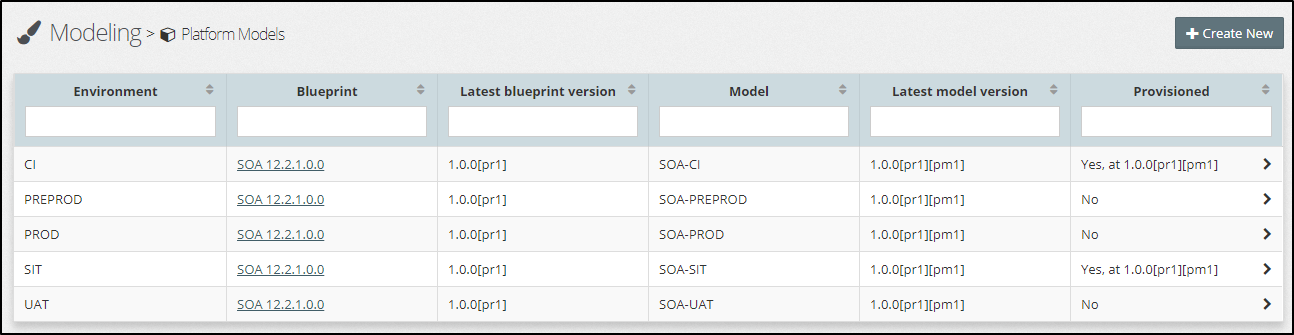 Modeling > Platform Models
Create New
Environment Blueprint Latest blueprint version Model Latest model version Provisioned
CI SOA 12.2.1.0.0 1.0.0[pr1] SOA-CI 1.0.0[pr1][pm1] Yes, at 1.0.0[pr1][pm1]
PREPROD SOA 12.2.1.0.0 1.0.0[pr1] SOA-PREPROD 1.0.0[pr1][pm1] No
PROD SOA 12.2.1.0.0 1.0.0[pr1] SOA-PROD 1.0.0[pr1][pm1] No
SIT SOA 12.2.1.0.0 1.0.0[pr1] SOA-SIT 1.0.0[pr1][pm1] Yes, at 1.0.0[pr1][pm1]
UAT SOA 12.2.1.0.0 1.0.0[pr1] SOA-UAT 1.0.0[pr1][pm1] No